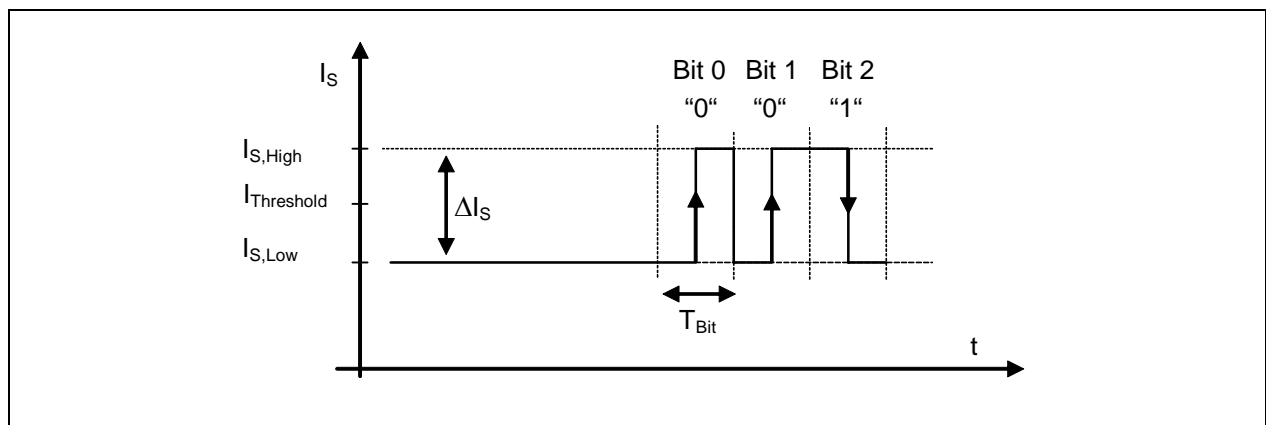 I_S
Bit 0 Bit 1 Bit 2
“0“ “0“ “1“
I_S,High
I_Threshold
ΔI_S
I_S,Low
T_Bit
t